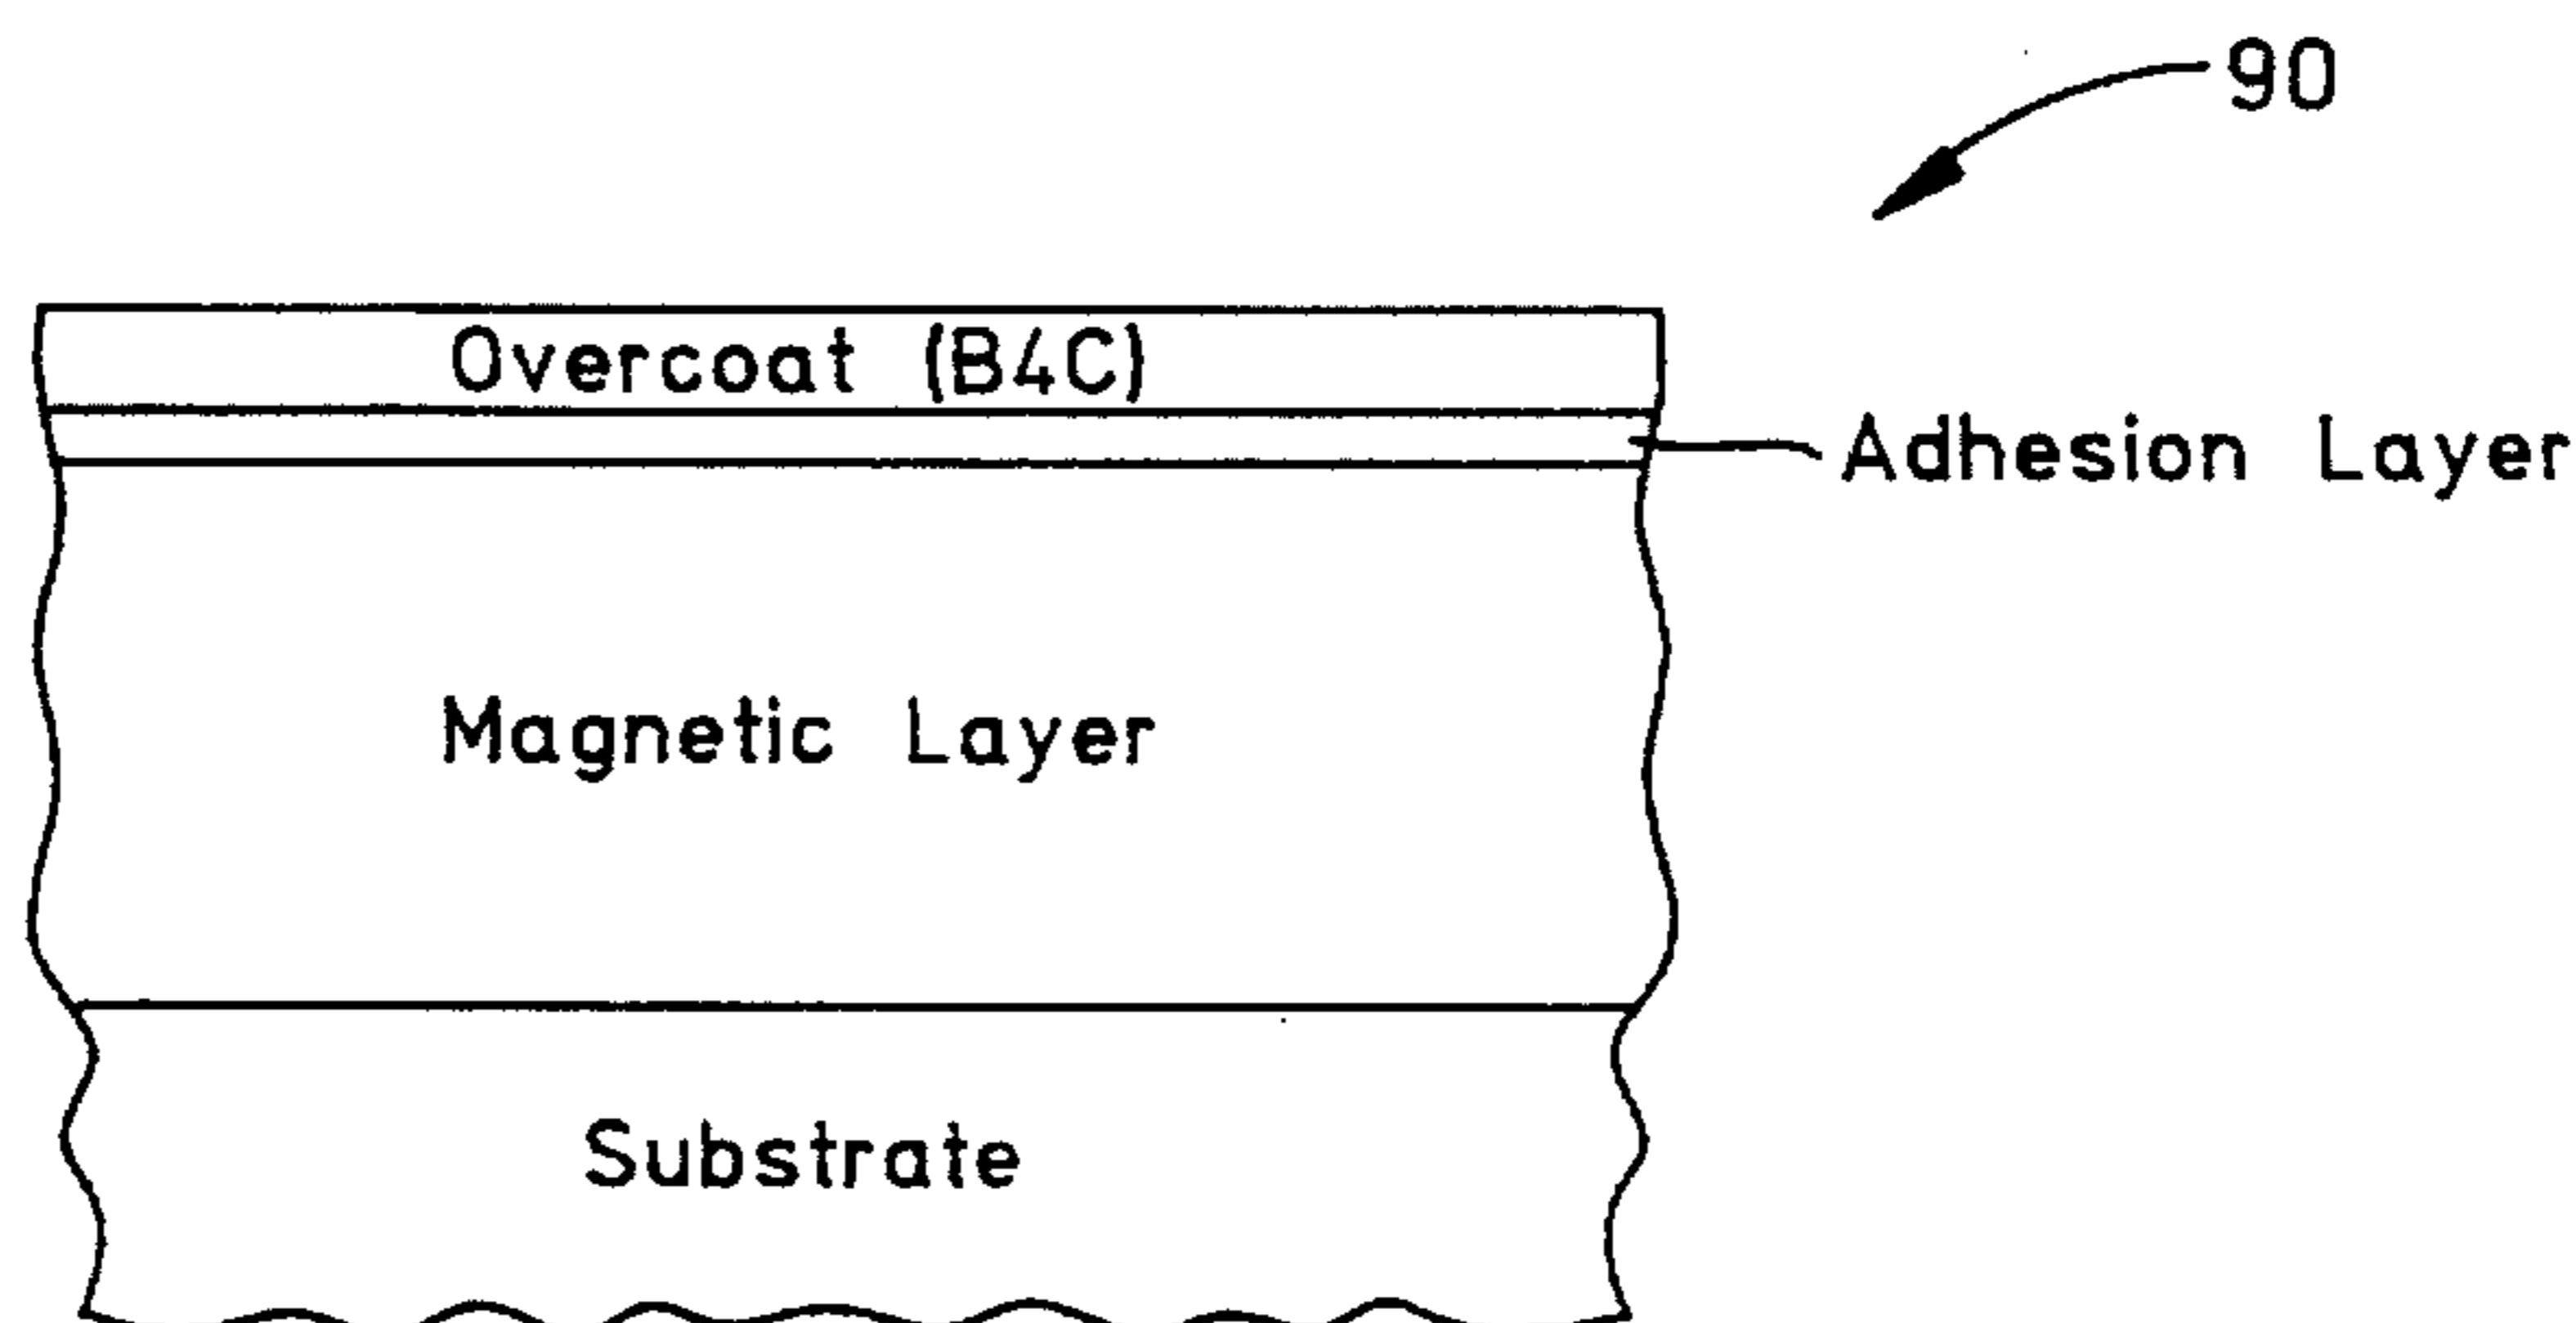 90
Overcoat (B4C)
Adhesion Layer
Magnetic Layer
Substrate